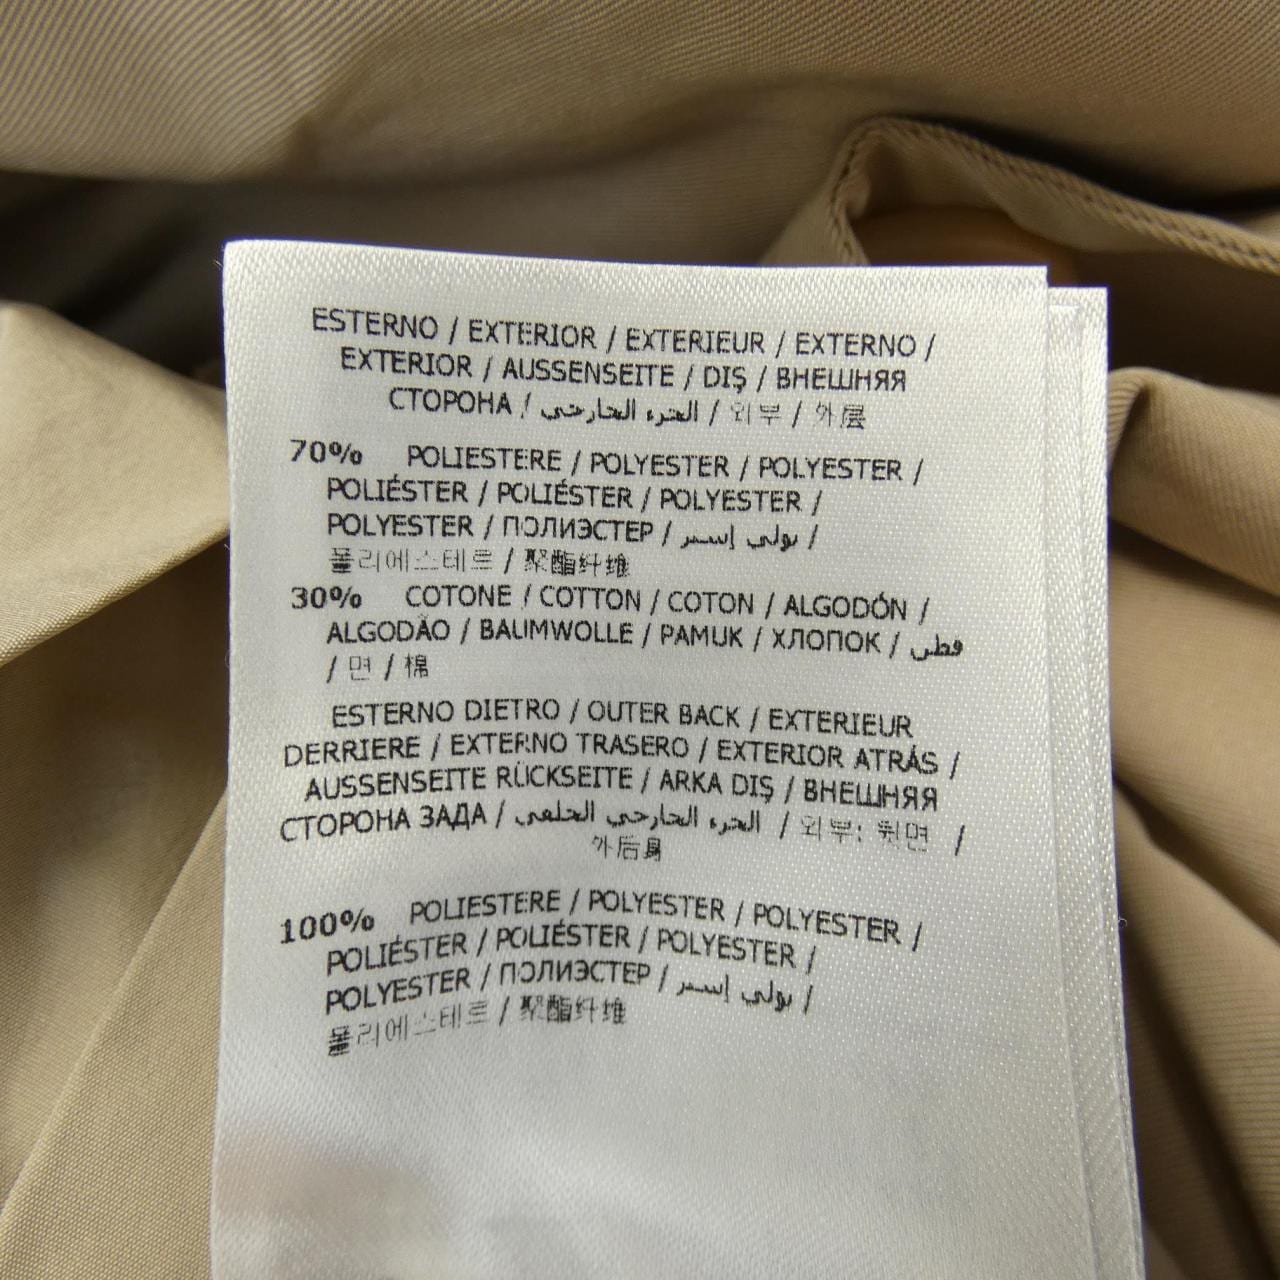 ESTERNO / EXTERIOR / EXTERIEUR / EXTERNO /
EXTERIOR / AUSSENSEITE / DIŞ / ВНЕШНЯЯ
СТОРОНА / الجزء الخارجي / 외부 / 外层
70% POLIESTERE / POLYESTER / POLYESTER /
POLIÉSTER / POLIÉSTER / POLYESTER /
POLYESTER / ПОЛИЭСТЕР / بولي إستر /
폴리에스테르 / 聚酯纤维
30% COTONE / COTTON / COTON / ALGODÓN /
ALGODÃO / BAUMWOLLE / PAMUK / ХЛОПОК / قطن
/ 면 / 棉
ESTERNO DIETRO / OUTER BACK / EXTERIEUR
DERRIERE / EXTERNO TRASERO / EXTERIOR ATRÁS /
AUSSENSEITE RÜCKSEITE / ARKA DIŞ / ВНЕШНЯЯ
СТОРОНА ЗАДА / الجزء الخارجي الخلفي / 외부: 뒷면 /
外后身
100% POLIESTERE / POLYESTER / POLYESTER /
POLIÉSTER / POLIÉSTER / POLYESTER /
POLYESTER / ПОЛИЭСТЕР / بولي إستر /
폴리에스테르 / 聚酯纤维